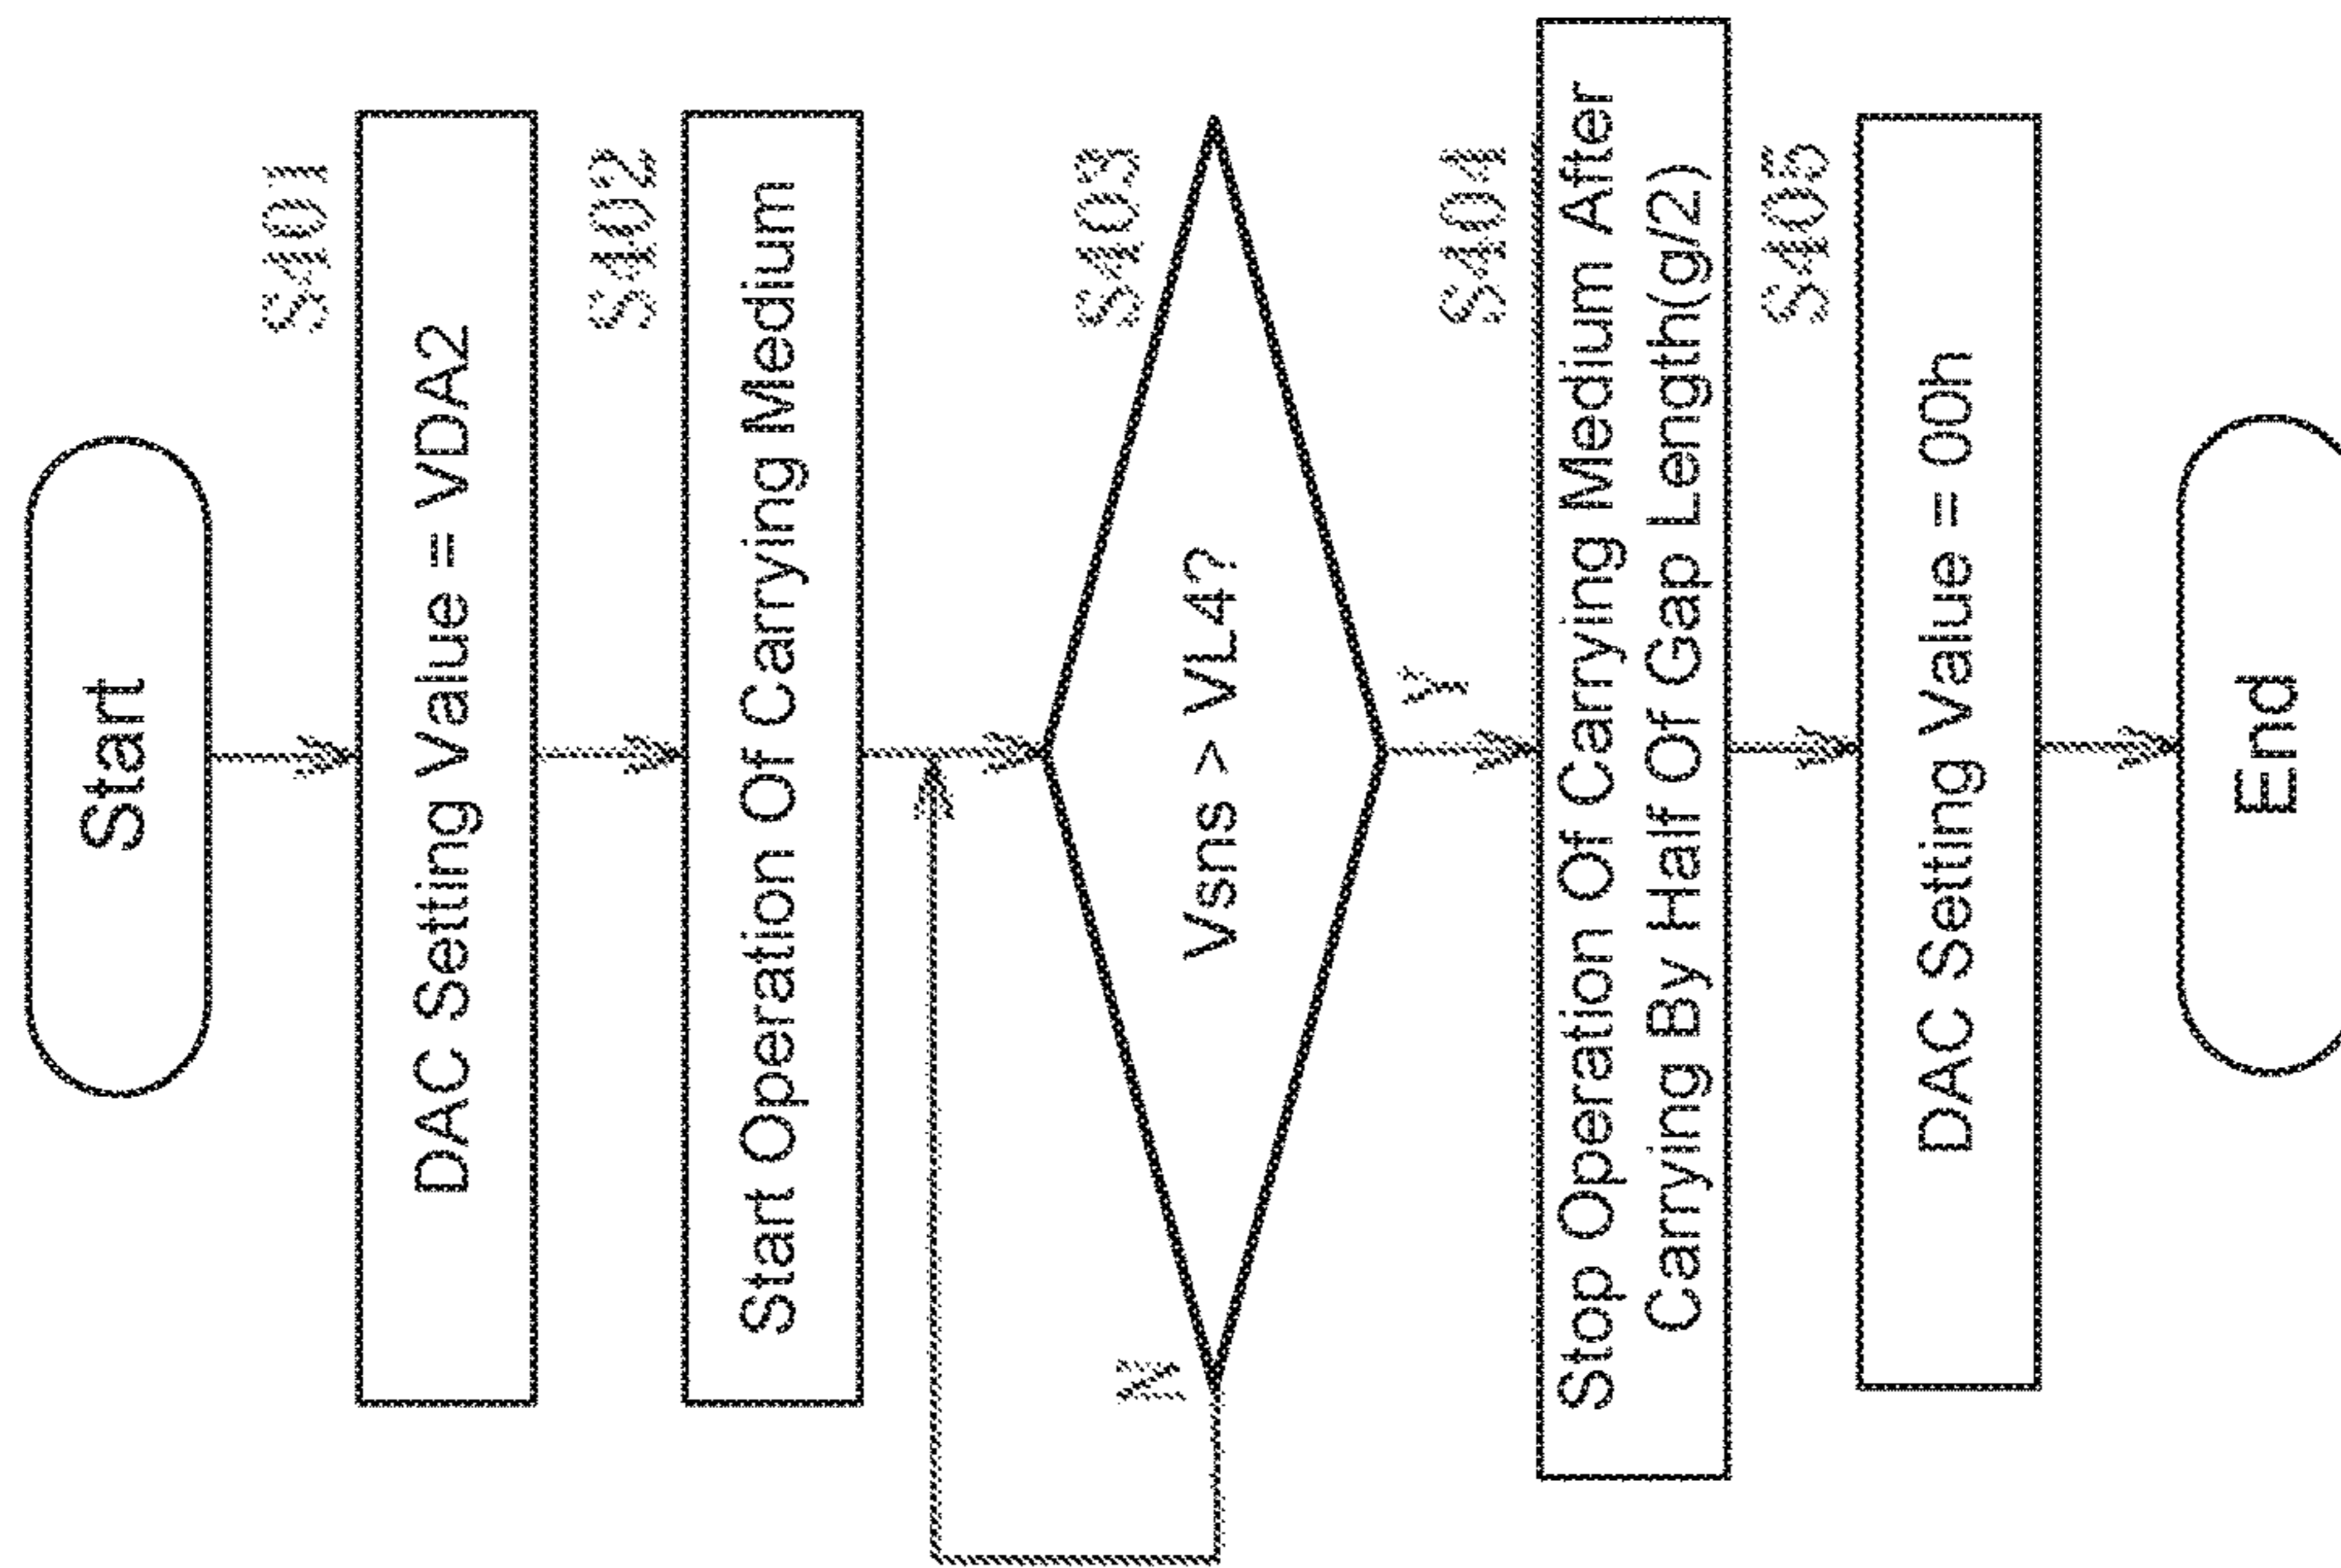 Start
S401
DAC Setting Value = VDA2
S402
Start Operation Of Carrying Medium
S403
Vsns > VL4?
N
Y
S404
Stop Operation Of Carrying Medium After
Carrying By Half Of Gap Length(g/2)
S405
DAC Setting Value = 00h
End